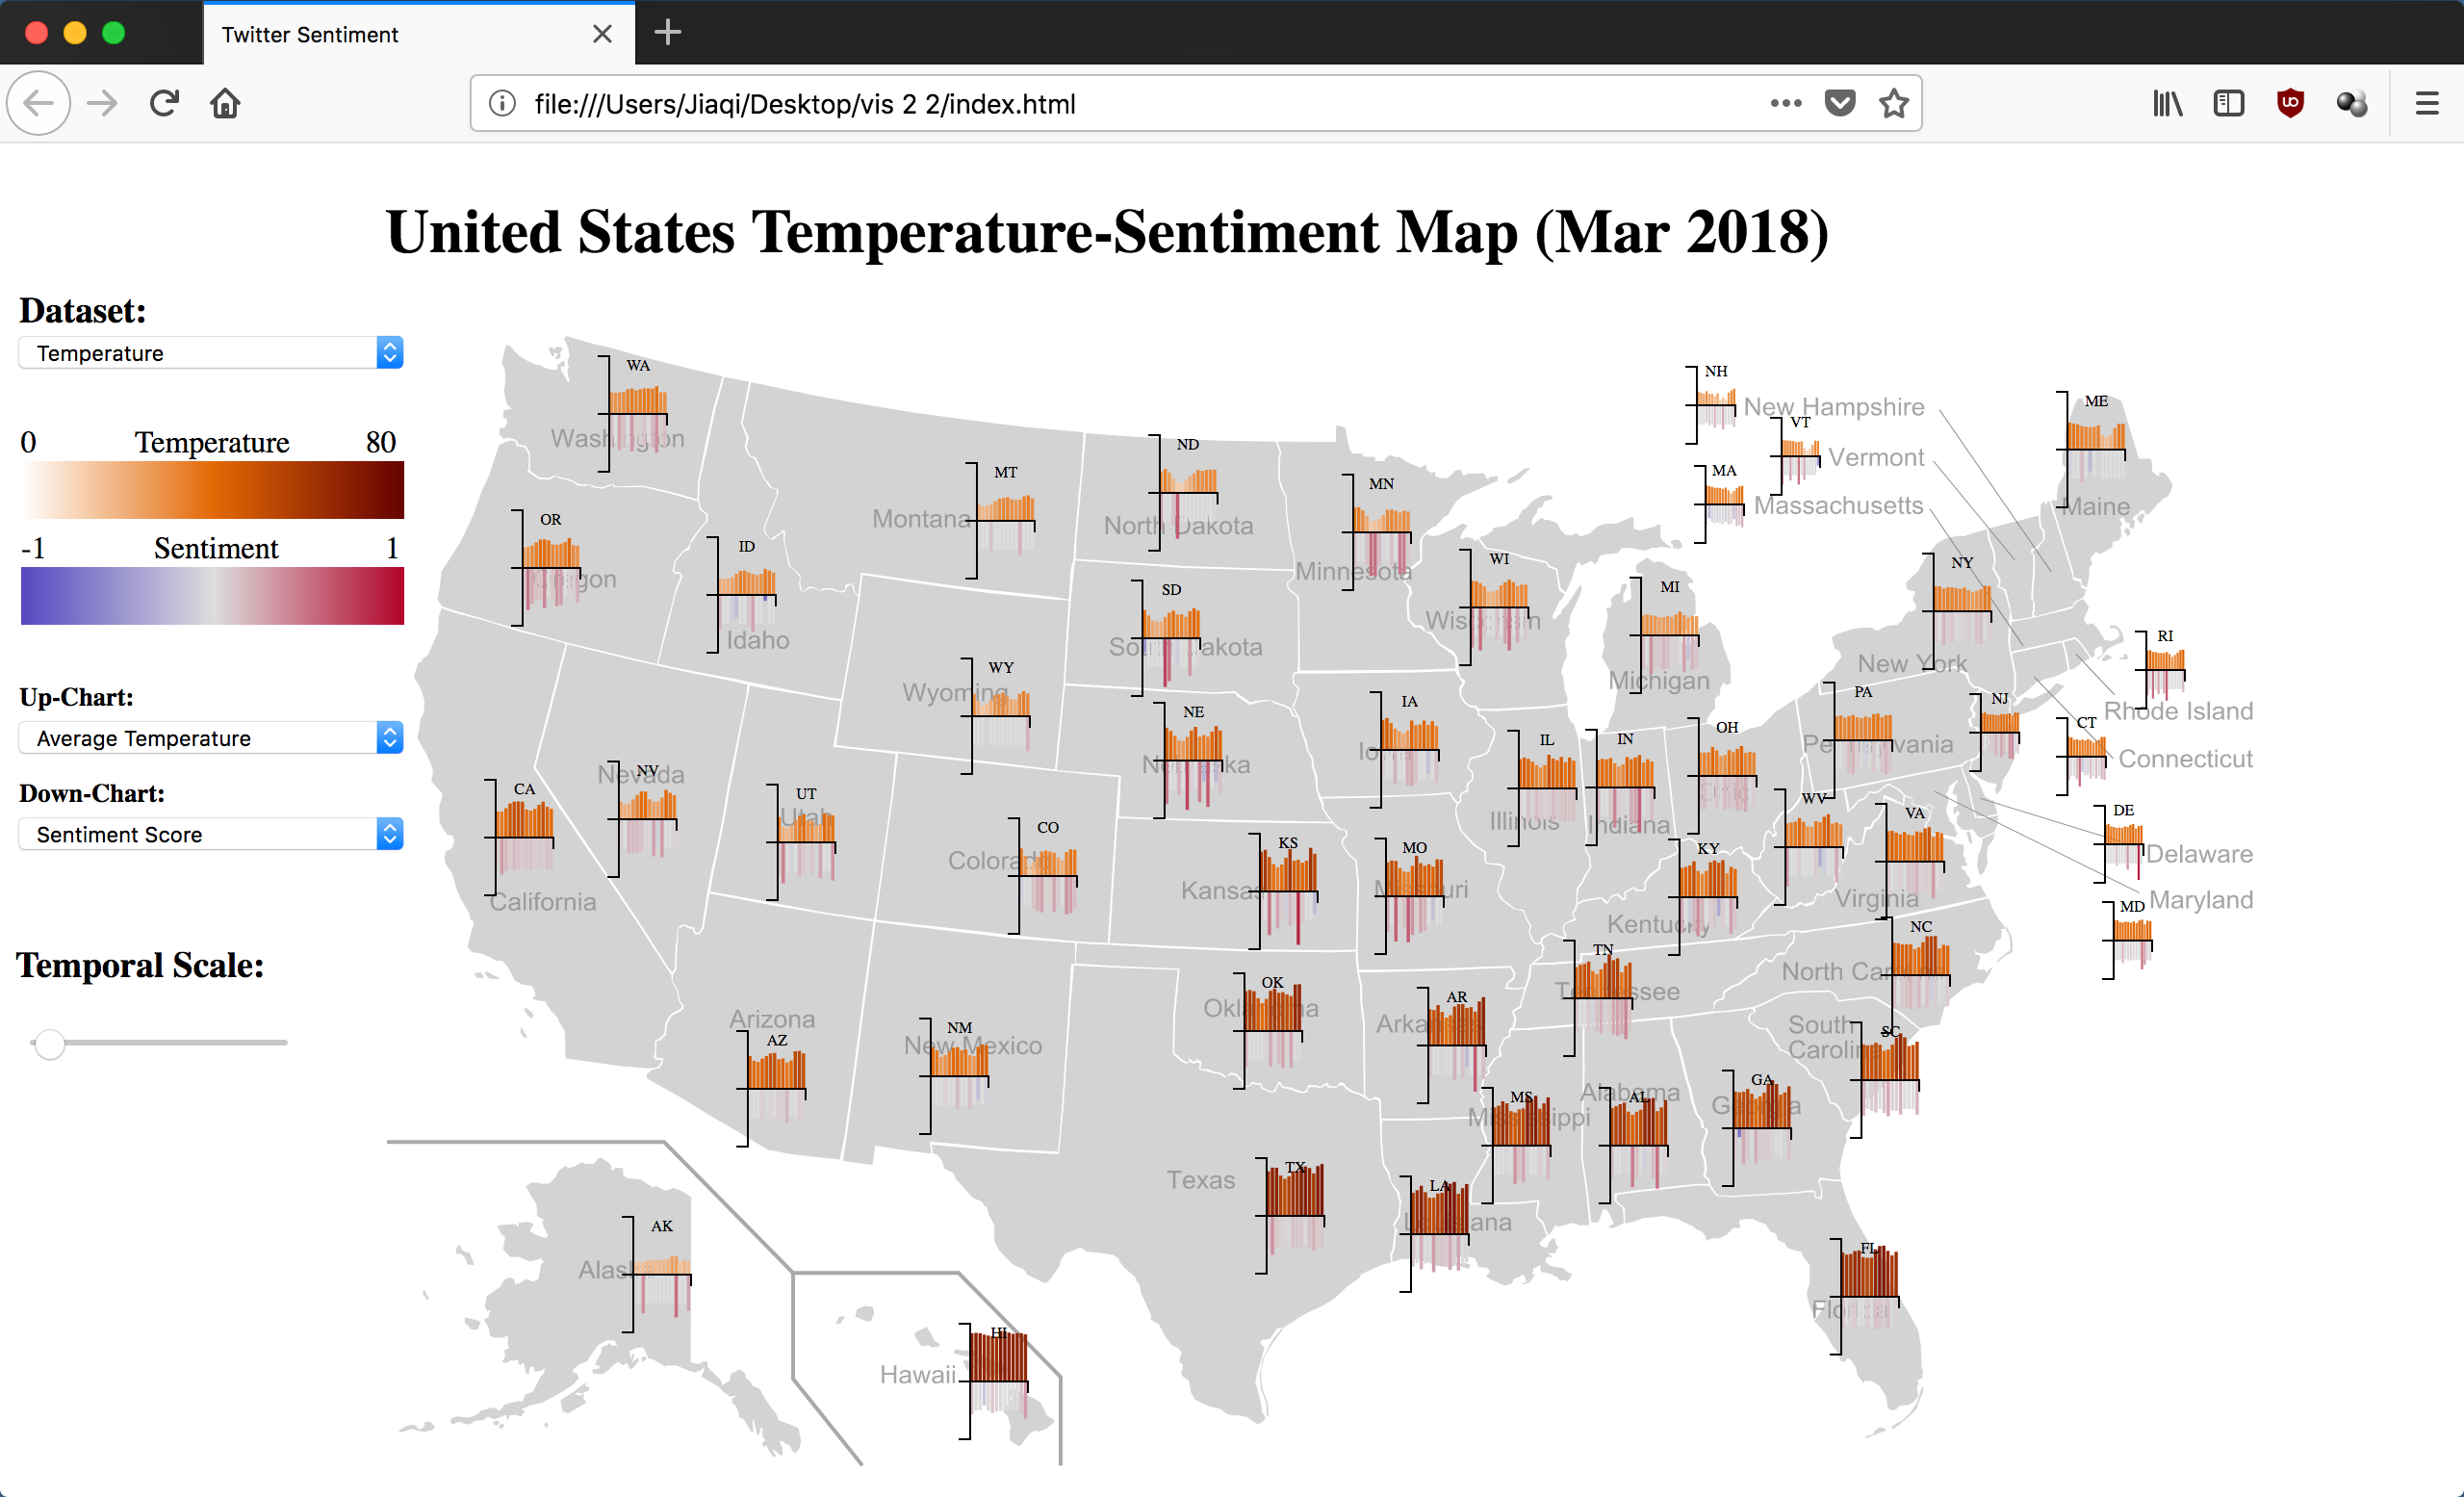 Twitter Sentiment
file:///Users/Jiaqi/Desktop/vis 2 2/index.html
United States Temperature-Sentiment Map (Mar 2018)
Dataset:
Temperature
0 Temperature 80
-1 Sentiment 1
Up-Chart:
Average Temperature
Down-Chart:
Sentiment Score
Temporal Scale:
WA
Washington
OR
Oregon
ID
Idaho
MT
Montana
ND
North Dakota
MN
Minnesota
SD
South Dakota
WI
Wisconsin
MI
Michigan
NH
New Hampshire
VT
Vermont
MA
Massachusetts
ME
Maine
NY
New York
RI
Rhode Island
CT
Connecticut
NJ
PA
Pennsylvania
WY
Wyoming
NE
Nebraska
IA
Iowa
IL
Illinois
IN
Indiana
OH
Ohio
WV
VA
Virginia
DE
Delaware
MD
Maryland
CA
California
NV
Nevada
UT
Utah
CO
Colorado
KS
Kansas
MO
Missouri
KY
Kentucky
NC
North Carolina
TN
Tennessee
SC
South
Carolina
AZ
Arizona
NM
New Mexico
OK
Oklahoma
AR
Arkansas
MS
Mississippi
AL
Alabama
GA
Georgia
TX
Texas
LA
Louisiana
FL
Florida
AK
Alaska
HI
Hawaii